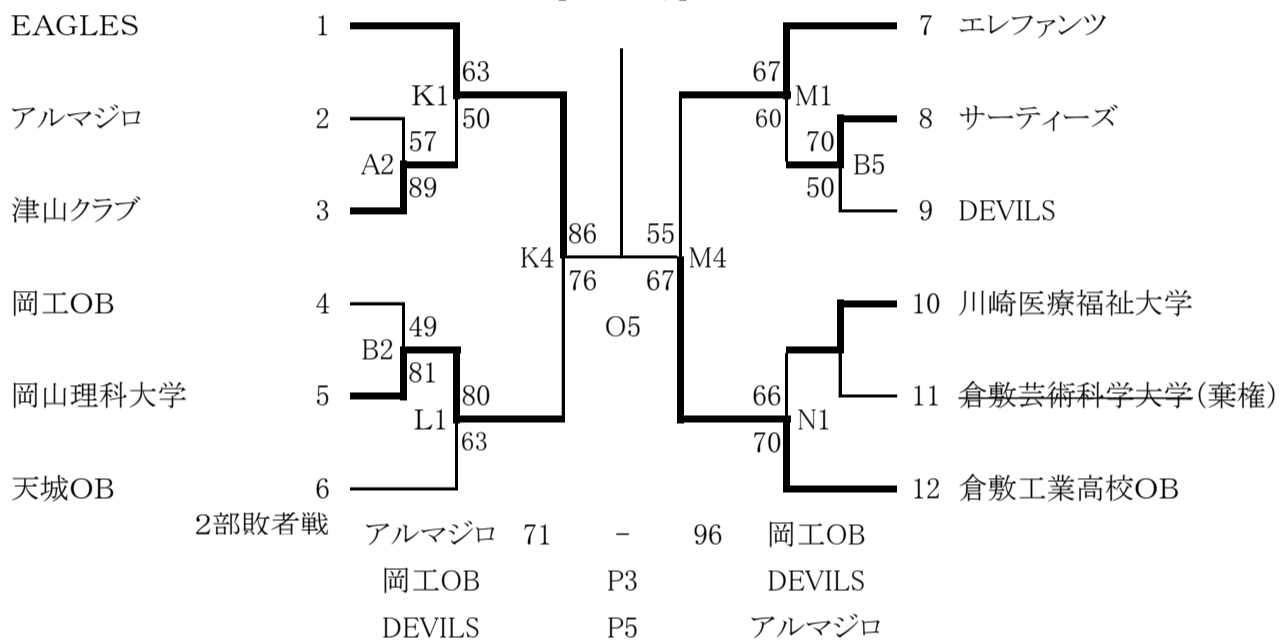 EAGLES 1 7 エレファンツ
63 67
K1 M1
50 60
アルマジロ 2 8 サーティーズ
57 70
A2 B5
89 50
津山クラブ 3 9 DEVILS
86 55
K4 M4
76 67
岡工OB 4 10 川崎医療福祉大学
O5
49
B2
81
岡山理科大学 5 11 倉敷芸術科学大学(棄権)
80 66
L1 N1
63 70
天城OB 6 12 倉敷工業高校OB
2部敗者戦 アルマジロ 71 - 96 岡工OB
岡工OB P3 DEVILS
DEVILS P5 アルマジロ